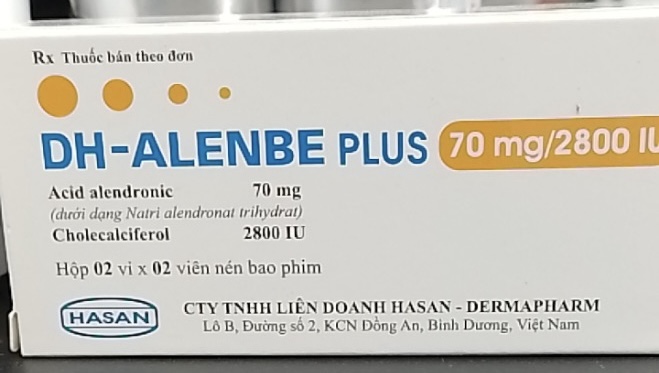 Rx Thuốc bán theo đơn
DH-ALENBE PLUS 70 mg/2800 IU
Acid alendronic 70 mg
(dưới dạng Natri alendronat trihydrat)
Cholecalciferol 2800 IU
Hộp 02 vỉ x 02 viên nén bao phim
HASAN
CTY TNHH LIÊN DOANH HASAN - DERMAPHARM
Lô B, Đường số 2, KCN Đồng An, Bình Dương, Việt Nam